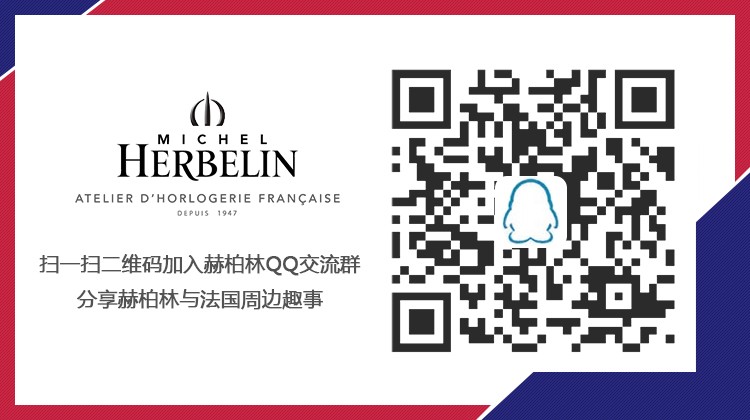 MICHEL
HERBELIN
ATELIER D'HORLOGERIE FRANÇAISE
DEPUIS 1947
扫一扫二维码加入赫柏林QQ交流群
分享赫柏林与法国周边趣事